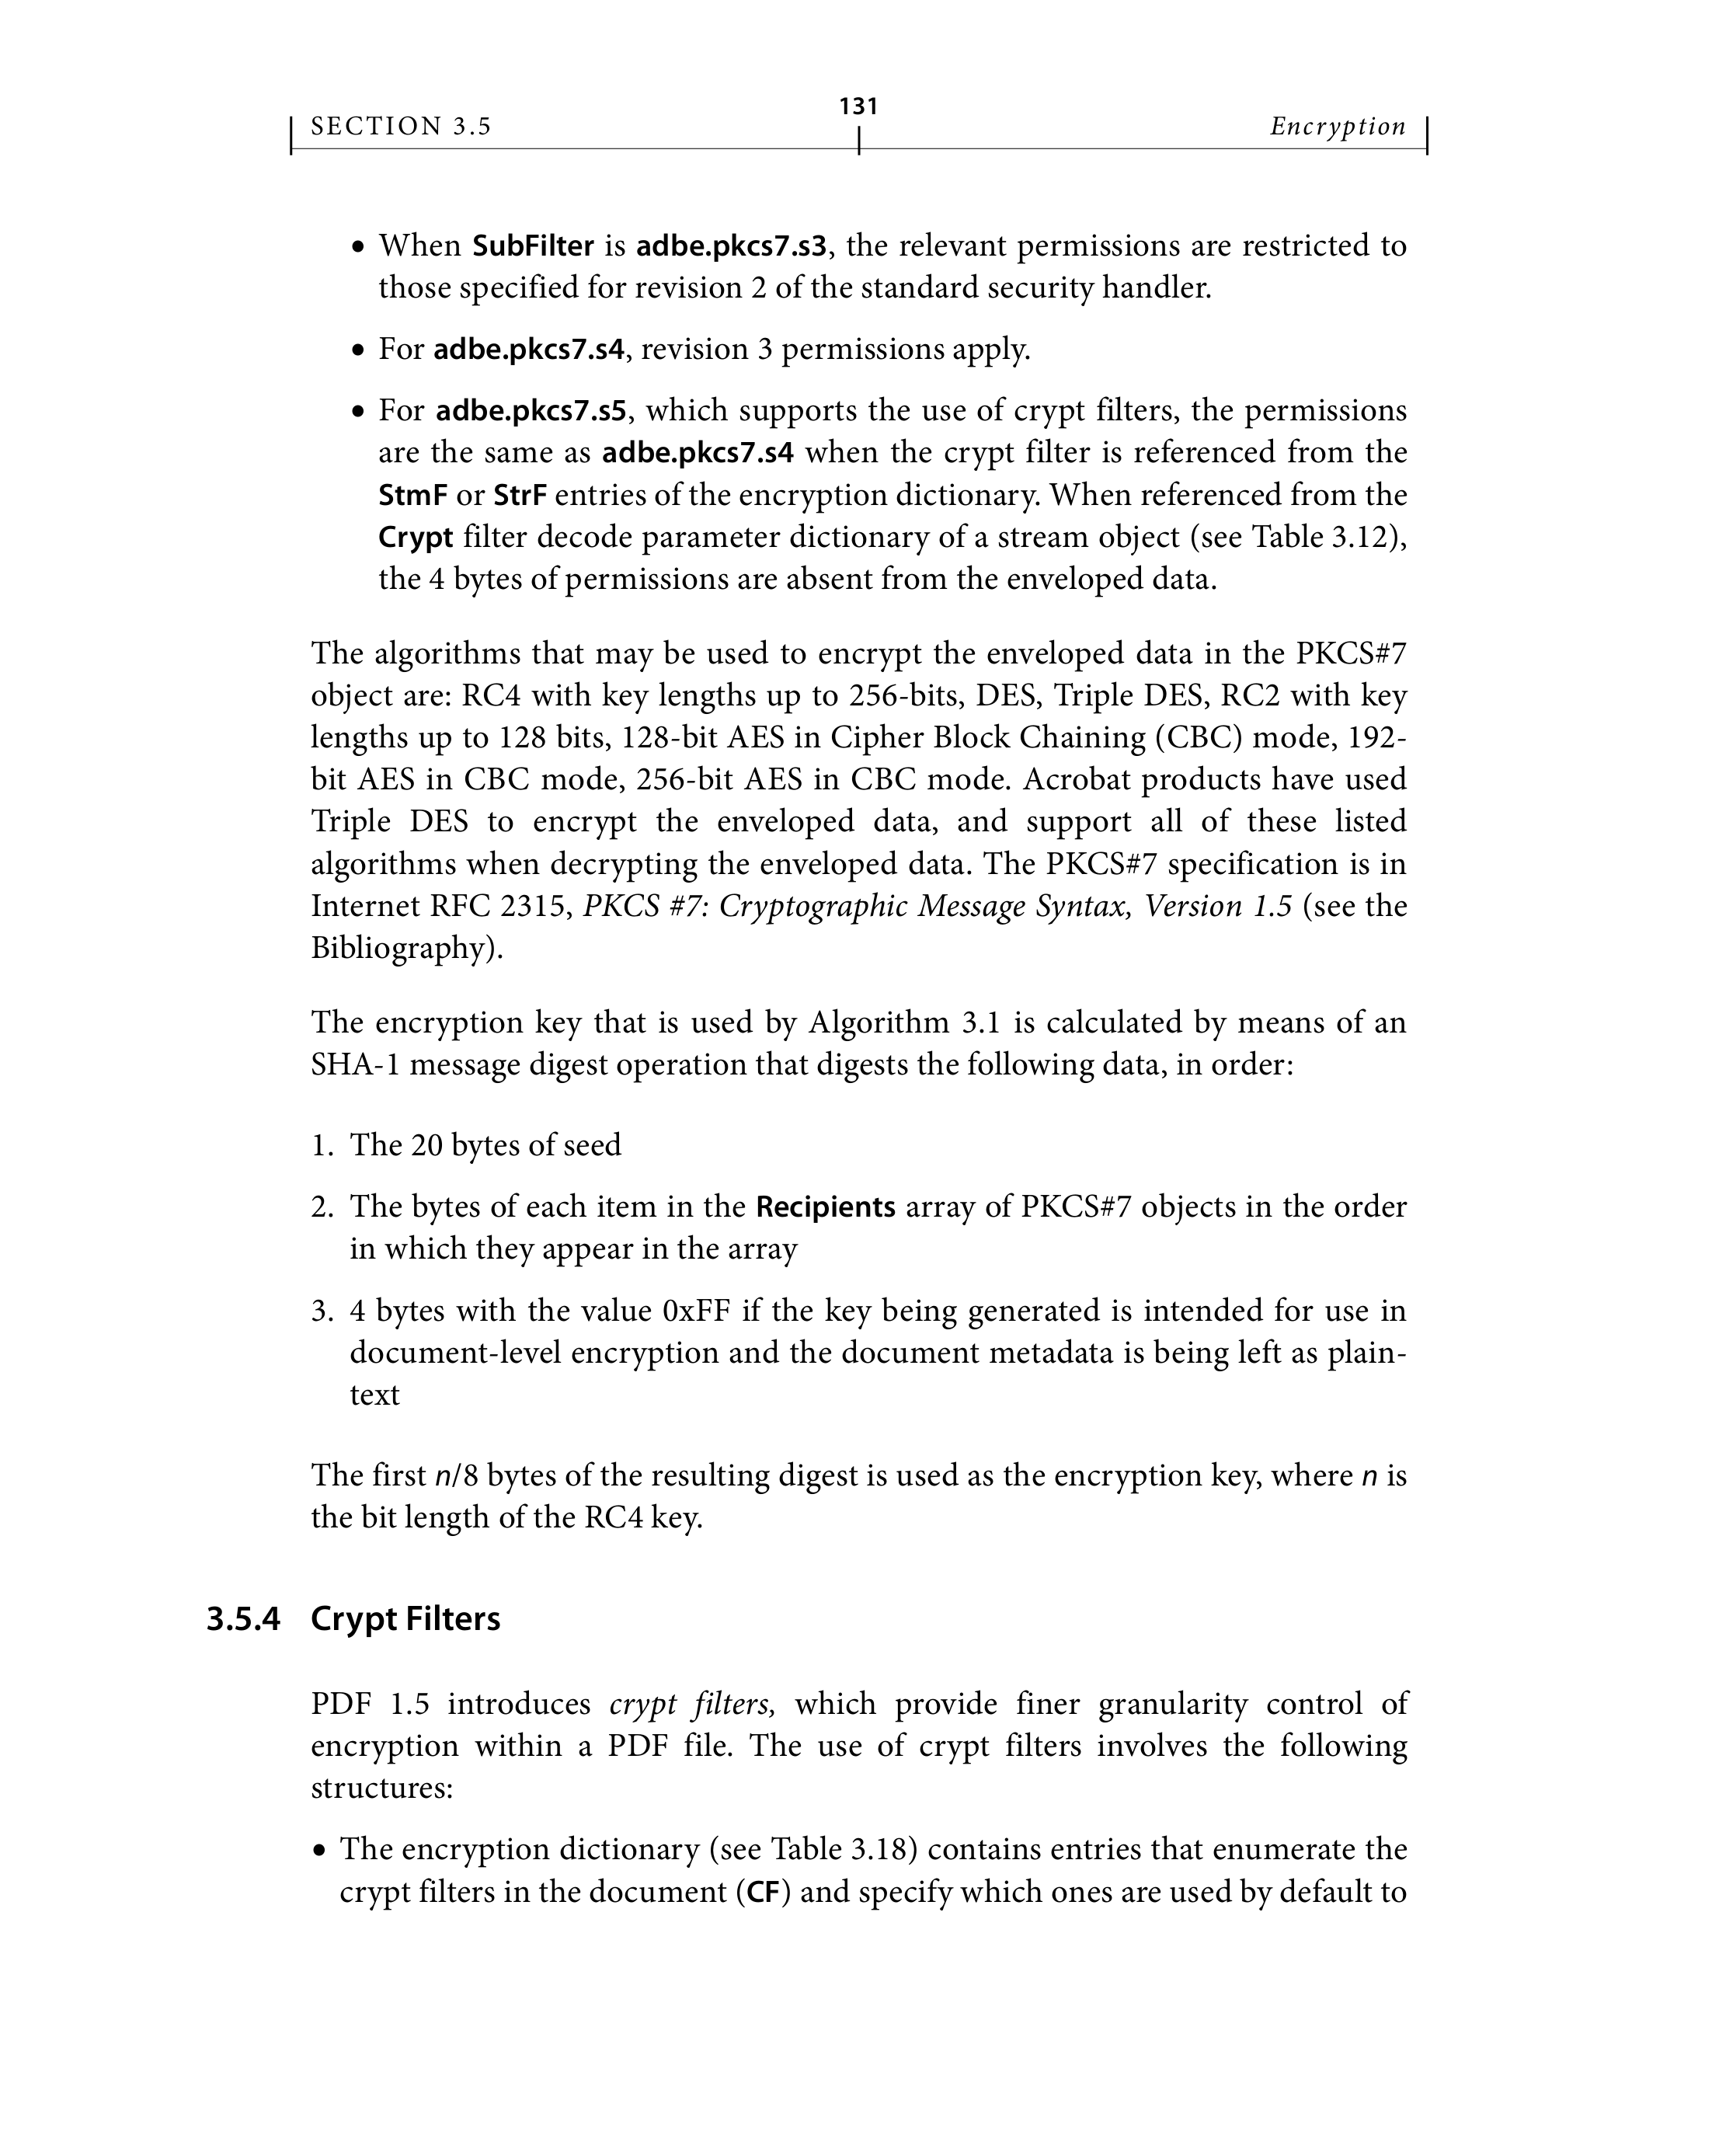 131
SECTION 3.5 Encryption
• When SubFilter is adbe.pkcs7.s3, the relevant permissions are restricted to
those specified for revision 2 of the standard security handler.
• For adbe.pkcs7.s4, revision 3 permissions apply.
• For adbe.pkcs7.s5, which supports the use of crypt filters, the permissions
are the same as adbe.pkcs7.s4 when the crypt filter is referenced from the
StmF or StrF entries of the encryption dictionary. When referenced from the
Crypt filter decode parameter dictionary of a stream object (see Table 3.12),
the 4 bytes of permissions are absent from the enveloped data.
The algorithms that may be used to encrypt the enveloped data in the PKCS#7
object are: RC4 with key lengths up to 256-bits, DES, Triple DES, RC2 with key
lengths up to 128 bits, 128-bit AES in Cipher Block Chaining (CBC) mode, 192-
bit AES in CBC mode, 256-bit AES in CBC mode. Acrobat products have used
Triple DES to encrypt the enveloped data, and support all of these listed
algorithms when decrypting the enveloped data. The PKCS#7 specification is in
Internet RFC 2315, PKCS #7: Cryptographic Message Syntax, Version 1.5 (see the
Bibliography).
The encryption key that is used by Algorithm 3.1 is calculated by means of an
SHA-1 message digest operation that digests the following data, in order:
1. The 20 bytes of seed
2. The bytes of each item in the Recipients array of PKCS#7 objects in the order
in which they appear in the array
3. 4 bytes with the value 0xFF if the key being generated is intended for use in
document-level encryption and the document metadata is being left as plain-
text
The first n/8 bytes of the resulting digest is used as the encryption key, where n is
the bit length of the RC4 key.
3.5.4 Crypt Filters
PDF 1.5 introduces crypt filters, which provide finer granularity control of
encryption within a PDF file. The use of crypt filters involves the following
structures:
• The encryption dictionary (see Table 3.18) contains entries that enumerate the
crypt filters in the document (CF) and specify which ones are used by default to